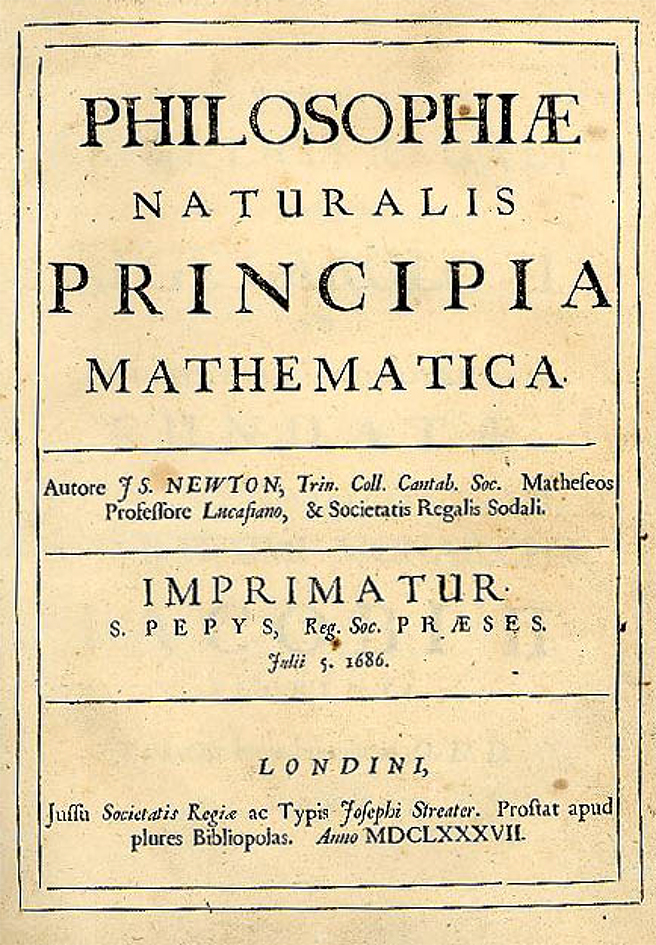 PHILOSOPHIÆ
NATURALIS
PRINCIPIA
MATHEMATICA.
Autore JS. NEWTON, Trin. Coll. Cantab. Soc. Matheſeos
Profeſſore Lucaſiano, & Societatis Regalis Sodali.
IMPRIMATUR.
S. PEPYS, Reg. Soc. PRÆSES.
Julii 5. 1686.
LONDINI,
Juſſu Societatis Regiæ ac Typis Joſephi Streater. Proſtat apud
plures Bibliopolas. Anno MDCLXXXVII.